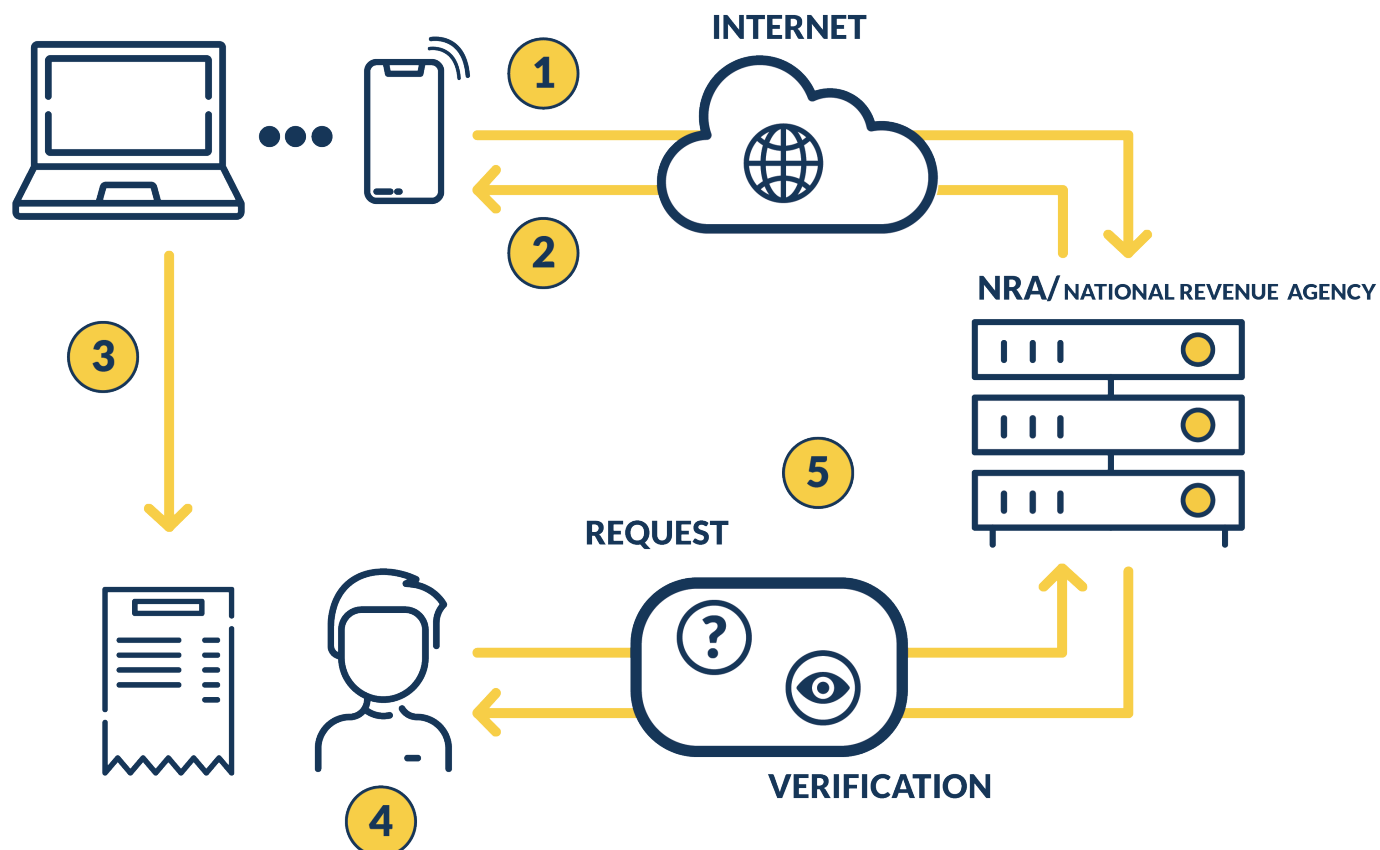 INTERNET
1
2
NRA/NATIONAL REVENUE AGENCY
3
5
REQUEST
?
VERIFICATION
4